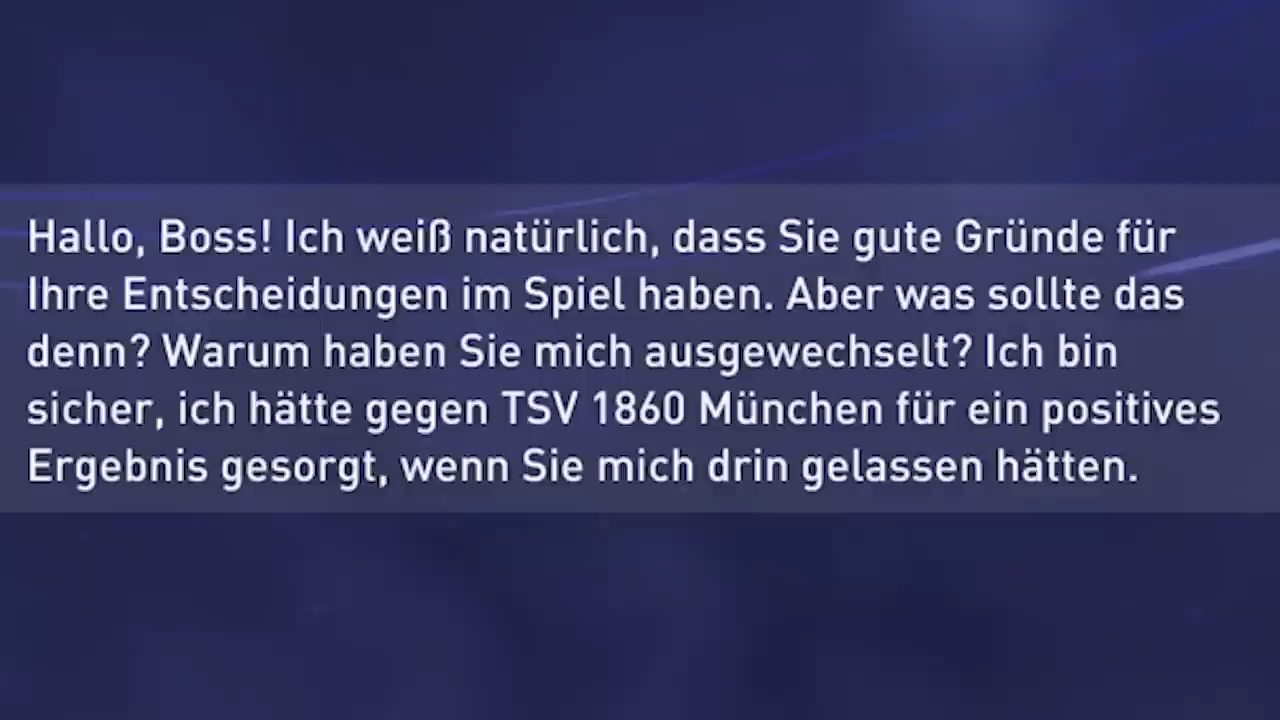 Hallo, Boss! Ich weiß natürlich, dass Sie gute Gründe für
Ihre Entscheidungen im Spiel haben. Aber was sollte das
denn? Warum haben Sie mich ausgewechselt? Ich bin
sicher, ich hätte gegen TSV 1860 München für ein positives
Ergebnis gesorgt, wenn Sie mich drin gelassen hätten.